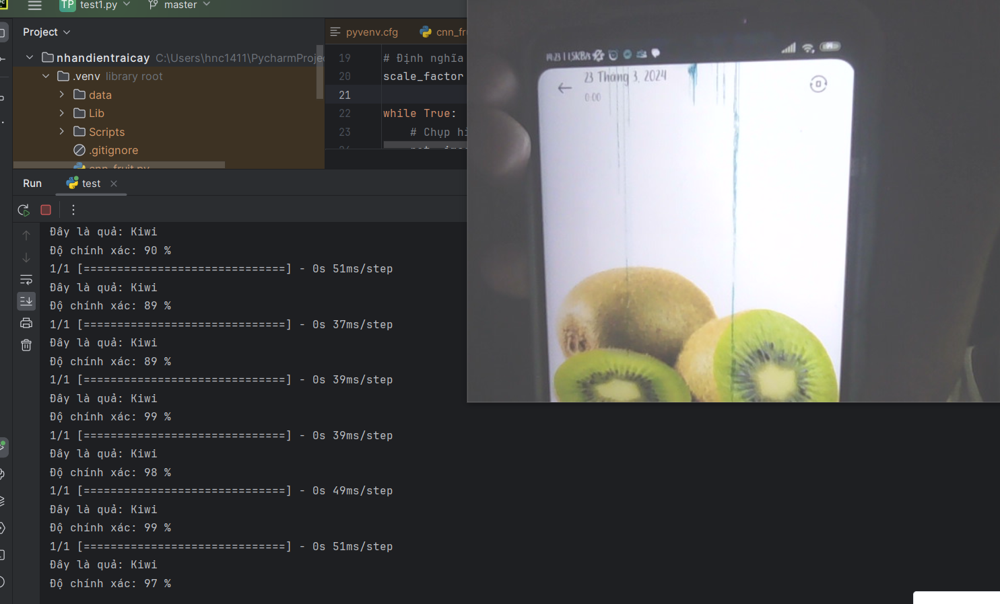 TP test1.py master
Project
pyvenv.cfg
nhandientraicay C:\Users\hnc1411\PycharmProje
.venv library root
data
Lib
Scripts
.gitignore
cnn_fruit.py
19 # Định nghĩa
20 scale_factor
21
22 while True:
23 # Chụp hì
Run test
Đây là quả: Kiwi
Độ chính xác: 90 %
1/1 [==============================] - 0s 51ms/step
Đây là quả: Kiwi
Độ chính xác: 89 %
1/1 [==============================] - 0s 37ms/step
Đây là quả: Kiwi
Độ chính xác: 89 %
1/1 [==============================] - 0s 39ms/step
Đây là quả: Kiwi
Độ chính xác: 99 %
1/1 [==============================] - 0s 39ms/step
Đây là quả: Kiwi
Độ chính xác: 98 %
1/1 [==============================] - 0s 49ms/step
Đây là quả: Kiwi
Độ chính xác: 99 %
1/1 [==============================] - 0s 51ms/step
Đây là quả: Kiwi
Độ chính xác: 97 %
23 Tháng 3, 2024
0:00